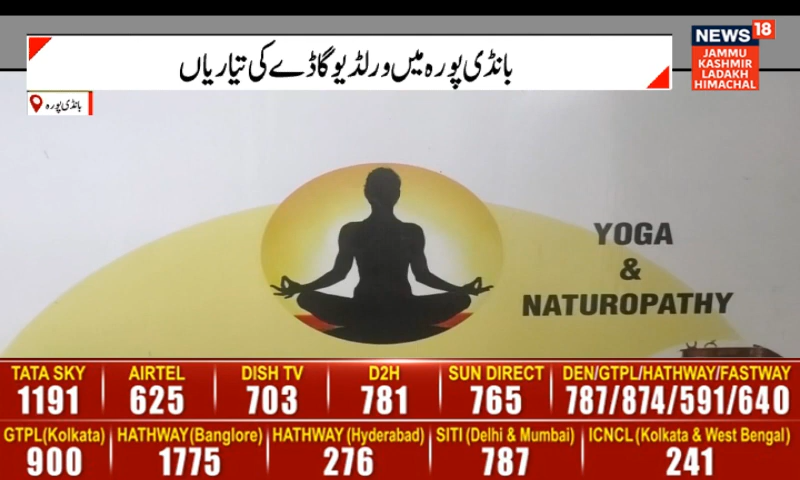 بانڈی پورہ میں ورلڈ یوگا ڈے کی تیاریاں
NEWS 18
JAMMU
KASHMIR
LADAKH
HIMACHAL
بانڈی پورہ
YOGA
&
NATUROPATHY
TATA SKY
1191
AIRTEL
625
DISH TV
703
D2H
781
SUN DIRECT
765
DEN/GTPL/HATHWAY/FASTWAY
787/874/591/640
GTPL(Kolkata)
900
HATHWAY(Banglore)
1775
HATHWAY (Hyderabad)
276
SITI (Delhi & Mumbai)
787
ICNCL (Kolkata & West Bengal)
241